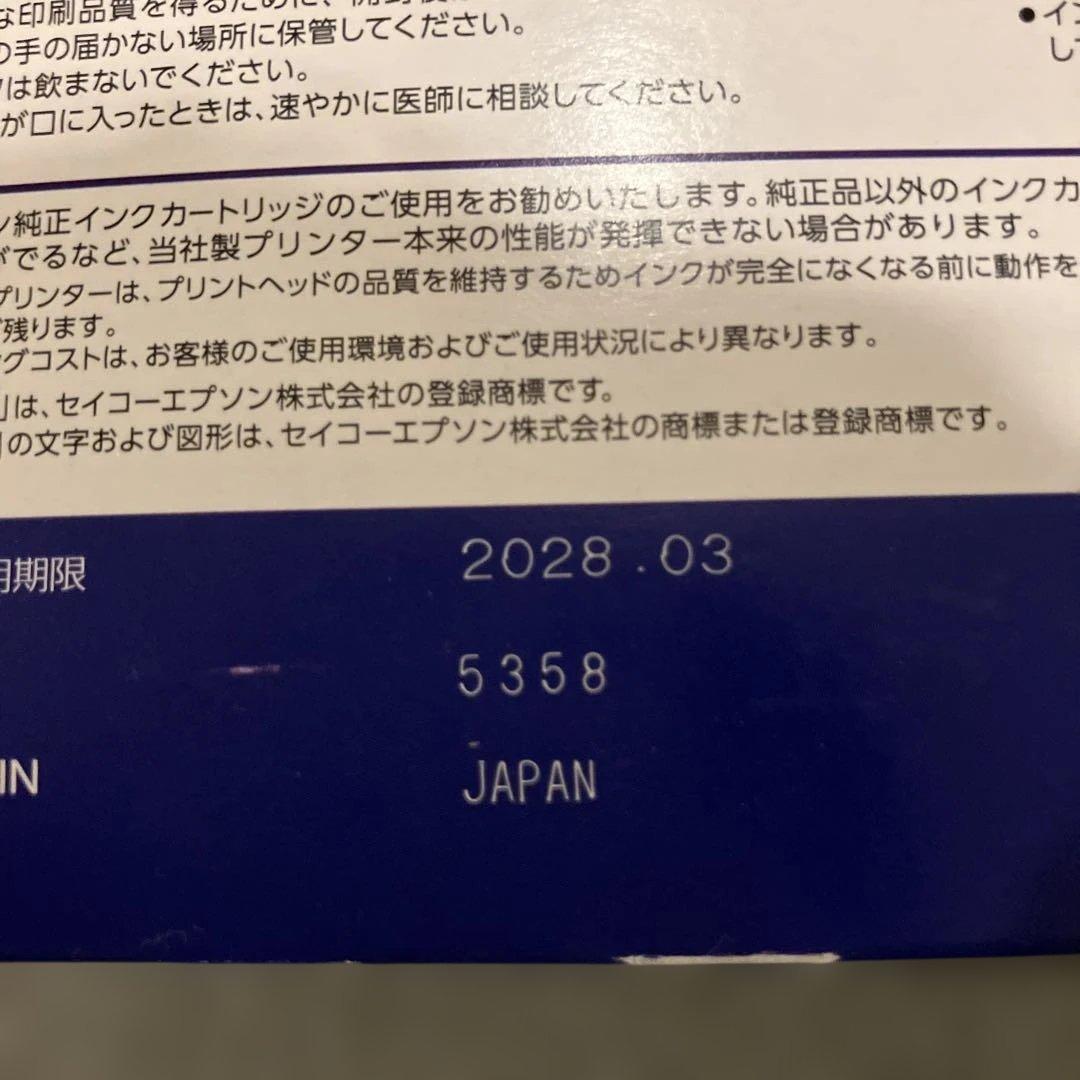 な印刷品質を得るために、開封後
の手の届かない場所に保管してください。
は飲まないでください。
が口に入ったときは、速やかに医師に相談してください。
●イン
し
ン純正インクカートリッジのご使用をお勧めいたします。純正品以外のインクカ
がでるなど、当社製プリンター本来の性能が発揮できない場合があります。
プリンターは、プリントヘッドの品質を維持するためインクが完全になくなる前に動作を
残ります。
グコストは、お客様のご使用環境およびご使用状況により異なります。
」は、セイコーエプソン株式会社の登録商標です。
の文字および図形は、セイコーエプソン株式会社の商標または登録商標です。
用期限 2028.03
5358
IN JAPAN